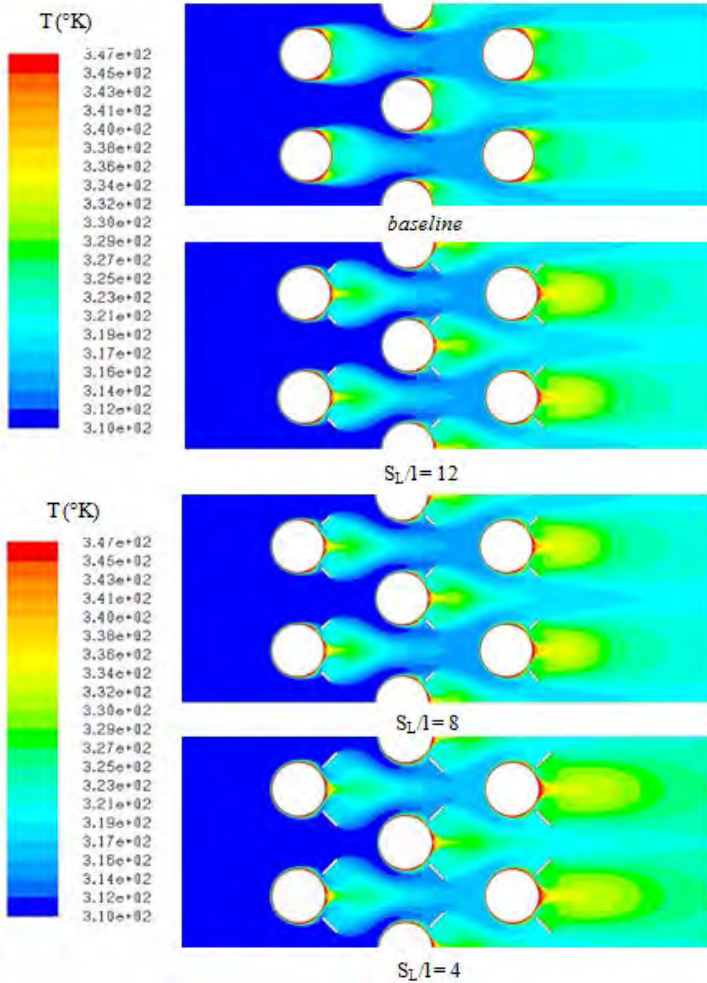 T (°K)
3.47e+02
3.45e+02
3.43e+02
3.41e+02
3.40e+02
3.38e+02
3.36e+02
3.34e+02
3.32e+02
3.30e+02
3.29e+02
3.27e+02
3.25e+02
3.23e+02
3.21e+02
3.19e+02
3.17e+02
3.16e+02
3.14e+02
3.12e+02
3.10e+02
baseline
S_L/l= 12
T (°K)
3.47e+02
3.45e+02
3.43e+02
3.41e+02
3.40e+02
3.38e+02
3.36e+02
3.34e+02
3.32e+02
3.30e+02
3.29e+02
3.27e+02
3.25e+02
3.23e+02
3.21e+02
3.19e+02
3.17e+02
3.16e+02
3.14e+02
3.12e+02
3.10e+02
S_L/l= 8
S_L/l= 4